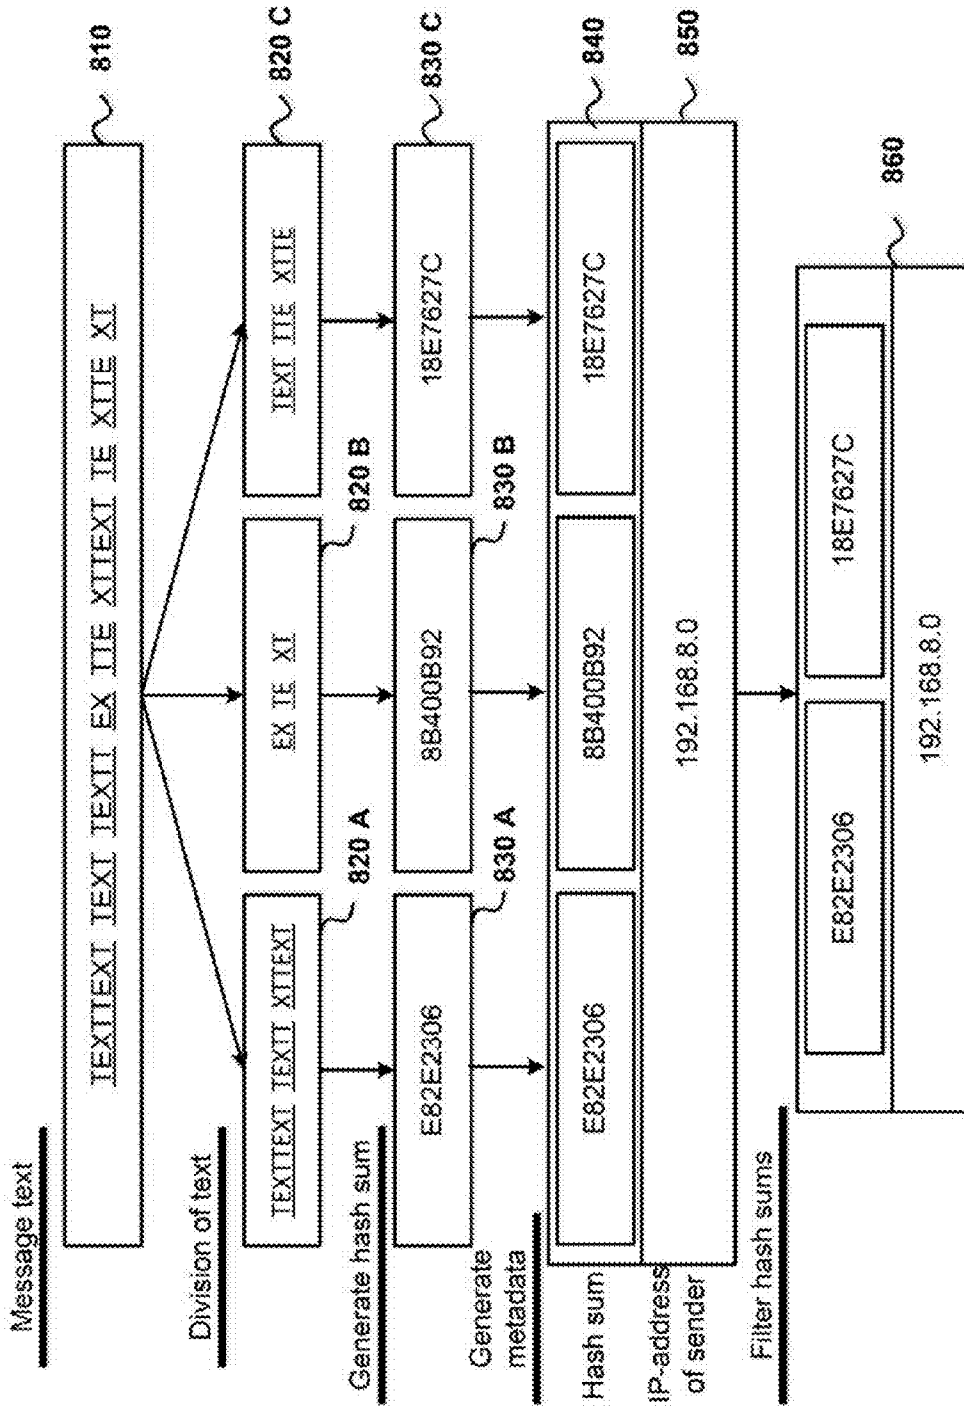 Message text
TEXTTEXT TEXT TEXTT EX TTE XTTEXT TE XTTE XT
810
Division of text
TEXTTEXT TEXTT XTTEXT
820 A
EX TE XT
820 B
TEXT TTE XTTE
820 C
Generate hash sum
E82E2306
830 A
8B400B92
830 B
18E7627C
830 C
Generate
metadata
Hash sum
E82E2306
8B400B92
18E7627C
840
IP-address
of sender
192.168.8.0
850
Filter hash sums
E82E2306
18E7627C
860
192.168.8.0